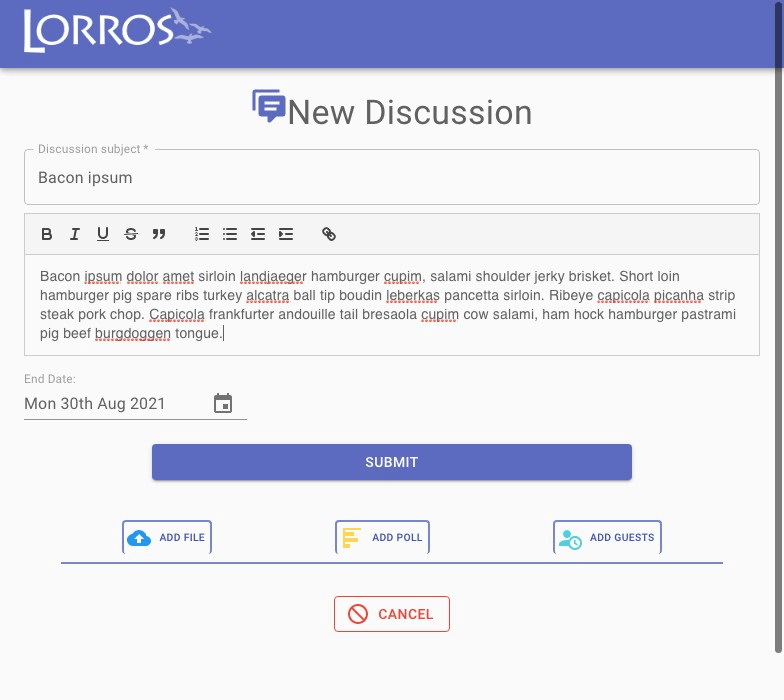 LORROS
New Discussion
Discussion subject *
Bacon ipsum
B I U S
Bacon ipsum dolor amet sirloin landjaeger hamburger cupim, salami shoulder jerky brisket. Short loin
hamburger pig spare ribs turkey alcatra ball tip boudin leberkas pancetta sirloin. Ribeye capicola picanha strip
steak pork chop. Capicola frankfurter andouille tail bresaola cupim cow salami, ham hock hamburger pastrami
pig beef burgdoggen tongue.
End Date:
Mon 30th Aug 2021
SUBMIT
ADD FILE ADD POLL ADD GUESTS
CANCEL